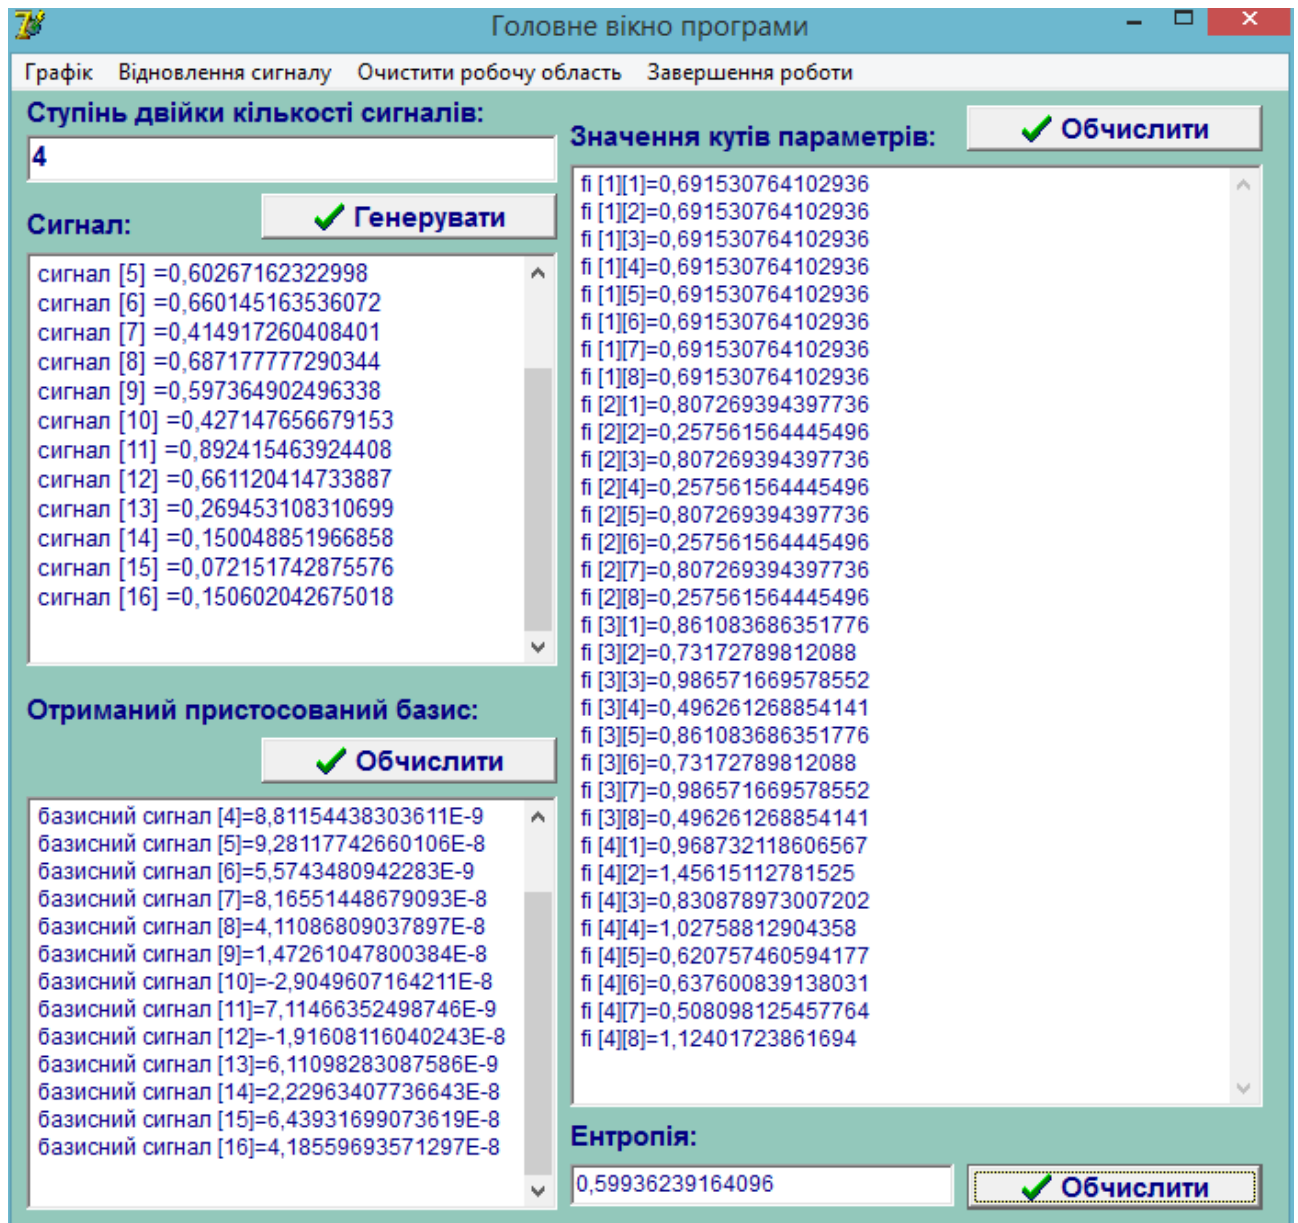 Головне вікно програми
Графік Відновлення сигналу Очистити робочу область Завершення роботи
Ступінь двійки кількості сигналів:
4
Сигнал:
Генерувати
сигнал [5] =0,60267162322998
сигнал [6] =0,660145163536072
сигнал [7] =0,414917260408401
сигнал [8] =0,687177777290344
сигнал [9] =0,597364902496338
сигнал [10] =0,427147656679153
сигнал [11] =0,892415463924408
сигнал [12] =0,661120414733887
сигнал [13] =0,269453108310699
сигнал [14] =0,150048851966858
сигнал [15] =0,072151742875576
сигнал [16] =0,150602042675018
Отриманий пристосований базис:
Обчислити
базисний сигнал [4]=8,81154438303611E-9
базисний сигнал [5]=9,28117742660106E-8
базисний сигнал [6]=5,5743480942283E-9
базисний сигнал [7]=8,16551448679093E-8
базисний сигнал [8]=4,11086809037897E-8
базисний сигнал [9]=1,47261047800384E-8
базисний сигнал [10]=-2,9049607164211E-8
базисний сигнал [11]=7,11466352498746E-9
базисний сигнал [12]=-1,91608116040243E-8
базисний сигнал [13]=6,11098283087586E-9
базисний сигнал [14]=2,22963407736643E-8
базисний сигнал [15]=6,43931699073619E-8
базисний сигнал [16]=4,18559693571297E-8
Значення кутів параметрів:
Обчислити
fi [1][1]=0,691530764102936
fi [1][2]=0,691530764102936
fi [1][3]=0,691530764102936
fi [1][4]=0,691530764102936
fi [1][5]=0,691530764102936
fi [1][6]=0,691530764102936
fi [1][7]=0,691530764102936
fi [1][8]=0,691530764102936
fi [2][1]=0,807269394397736
fi [2][2]=0,257561564445496
fi [2][3]=0,807269394397736
fi [2][4]=0,257561564445496
fi [2][5]=0,807269394397736
fi [2][6]=0,257561564445496
fi [2][7]=0,807269394397736
fi [2][8]=0,257561564445496
fi [3][1]=0,861083686351776
fi [3][2]=0,73172789812088
fi [3][3]=0,986571669578552
fi [3][4]=0,496261268854141
fi [3][5]=0,861083686351776
fi [3][6]=0,73172789812088
fi [3][7]=0,986571669578552
fi [3][8]=0,496261268854141
fi [4][1]=0,968732118606567
fi [4][2]=1,45615112781525
fi [4][3]=0,830878973007202
fi [4][4]=1,02758812904358
fi [4][5]=0,620757460594177
fi [4][6]=0,637600839138031
fi [4][7]=0,508098125457764
fi [4][8]=1,12401723861694
Ентропія:
0,59936239164096
Обчислити